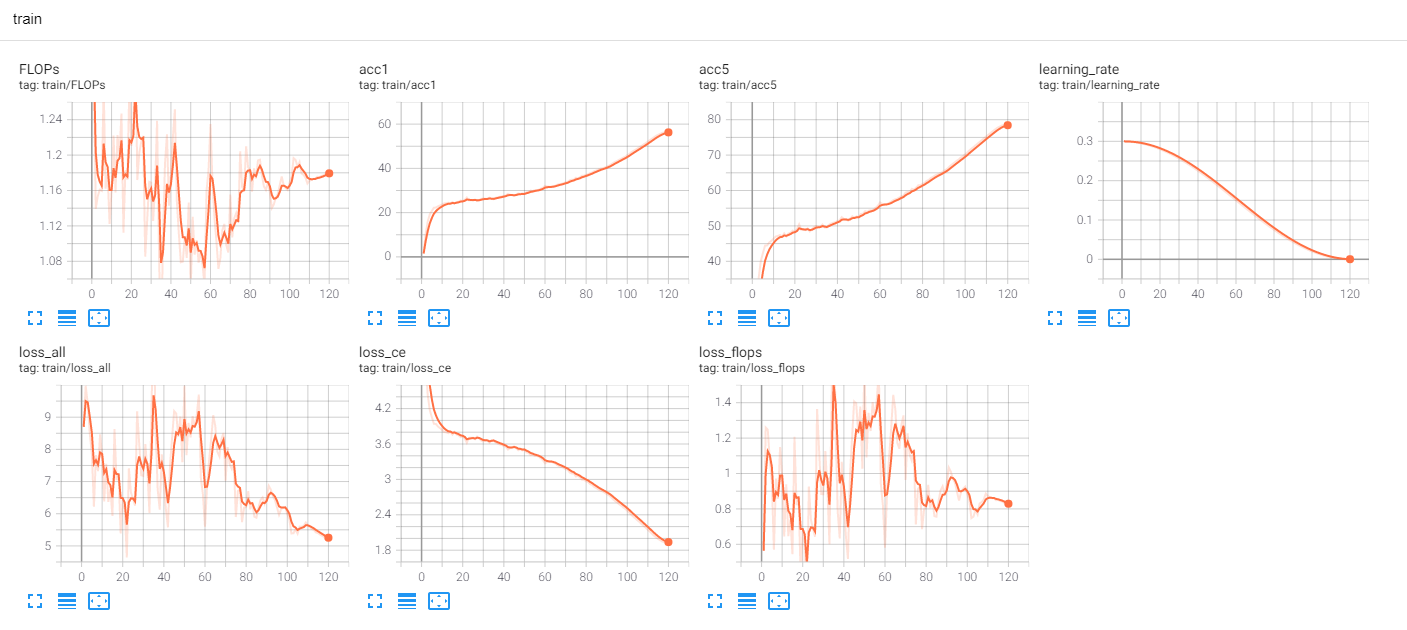 train
FLOPs
tag: train/FLOPs
1.24
1.2
1.16
1.12
1.08
0 20 40 60 80 100 120
acc1
tag: train/acc1
60
40
20
0
0 20 40 60 80 100 120
acc5
tag: train/acc5
80
70
60
50
40
0 20 40 60 80 100 120
learning_rate
tag: train/learning_rate
0.3
0.2
0.1
0
0 20 40 60 80 100 120
loss_all
tag: train/loss_all
9
8
7
6
5
0 20 40 60 80 100 120
loss_ce
tag: train/loss_ce
4.2
3.6
3
2.4
1.8
0 20 40 60 80 100 120
loss_flops
tag: train/loss_flops
1.4
1.2
1
0.8
0.6
0 20 40 60 80 100 120